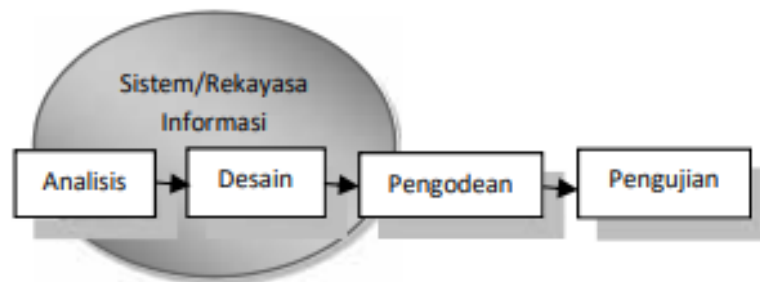 Sistem/Rekayasa
Informasi
Analisis
Desain
Pengodean
Pengujian